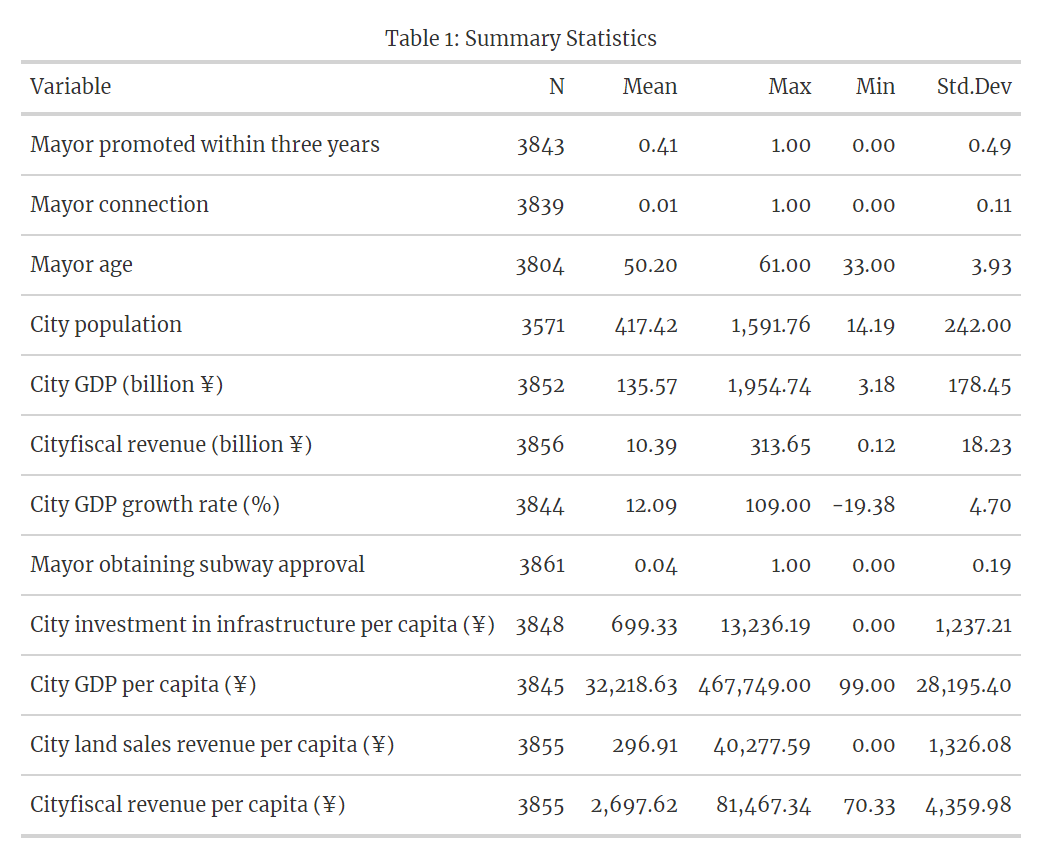 Table 1: Summary Statistics
Variable N Mean Max Min Std.Dev
Mayor promoted within three years 3843 0.41 1.00 0.00 0.49
Mayor connection 3839 0.01 1.00 0.00 0.11
Mayor age 3804 50.20 61.00 33.00 3.93
City population 3571 417.42 1,591.76 14.19 242.00
City GDP (billion ¥) 3852 135.57 1,954.74 3.18 178.45
Cityfiscal revenue (billion ¥) 3856 10.39 313.65 0.12 18.23
City GDP growth rate (%) 3844 12.09 109.00 -19.38 4.70
Mayor obtaining subway approval 3861 0.04 1.00 0.00 0.19
City investment in infrastructure per capita (¥) 3848 699.33 13,236.19 0.00 1,237.21
City GDP per capita (¥) 3845 32,218.63 467,749.00 99.00 28,195.40
City land sales revenue per capita (¥) 3855 296.91 40,277.59 0.00 1,326.08
Cityfiscal revenue per capita (¥) 3855 2,697.62 81,467.34 70.33 4,359.98